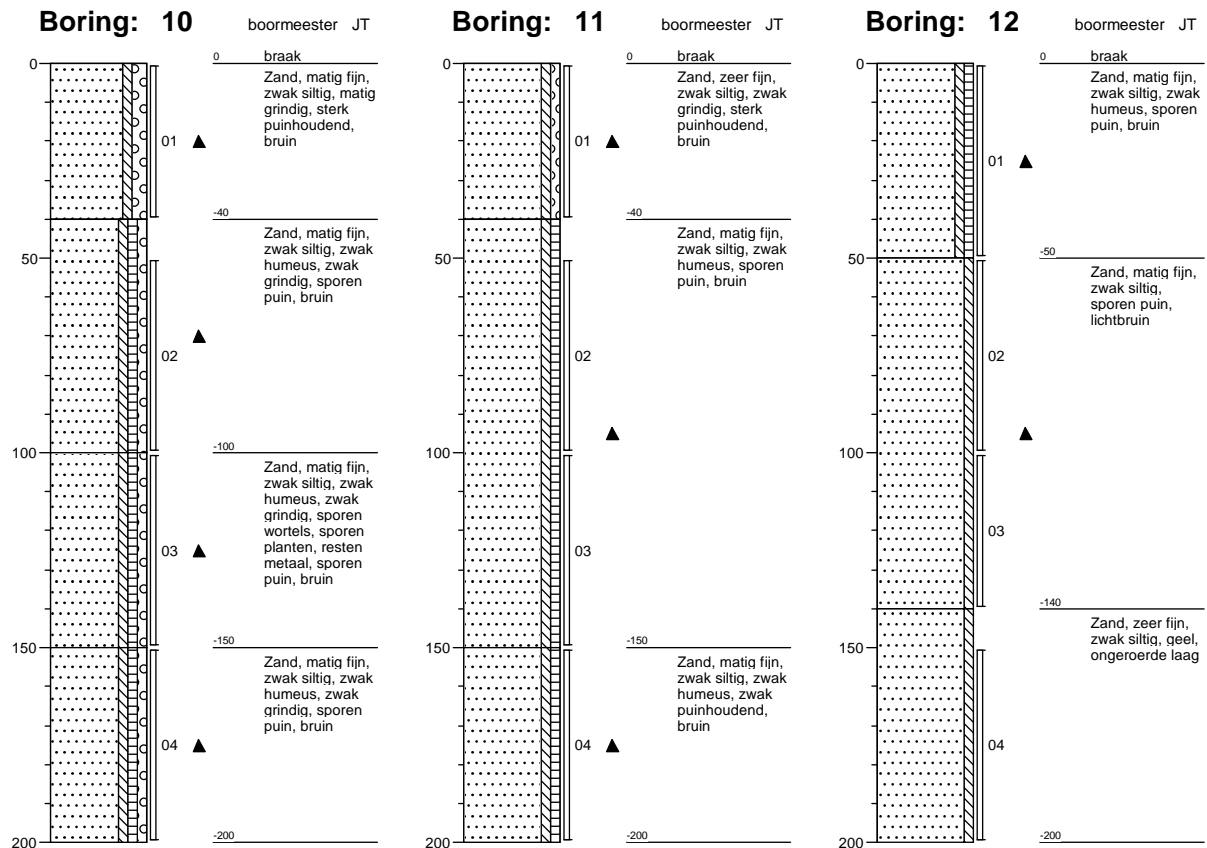 Boring: 10
boormeester JT
0
50
100
150
200
01
02
03
04
0
braak
Zand, matig fijn,
zwak siltig, matig
grindig, sterk
puinhoudend,
bruin
-40
Zand, matig fijn,
zwak siltig, zwak
humeus, zwak
grindig, sporen
puin, bruin
-100
Zand, matig fijn,
zwak siltig, zwak
humeus, zwak
grindig, sporen
wortels, sporen
planten, resten
metaal, sporen
puin, bruin
-150
Zand, matig fijn,
zwak siltig, zwak
humeus, zwak
grindig, sporen
puin, bruin
-200
Boring: 11
boormeester JT
0
50
100
150
200
01
02
03
04
0
braak
Zand, zeer fijn,
zwak siltig, zwak
grindig, sterk
puinhoudend,
bruin
-40
Zand, matig fijn,
zwak siltig, zwak
humeus, sporen
puin, bruin
-150
Zand, matig fijn,
zwak siltig, zwak
humeus, zwak
puinhoudend,
bruin
-200
Boring: 12
boormeester JT
0
50
100
150
200
01
02
03
04
0
braak
Zand, matig fijn,
zwak siltig, zwak
humeus, sporen
puin, bruin
-50
Zand, matig fijn,
zwak siltig,
sporen puin,
lichtbruin
-140
Zand, zeer fijn,
zwak siltig, geel,
ongeroerde laag
-200